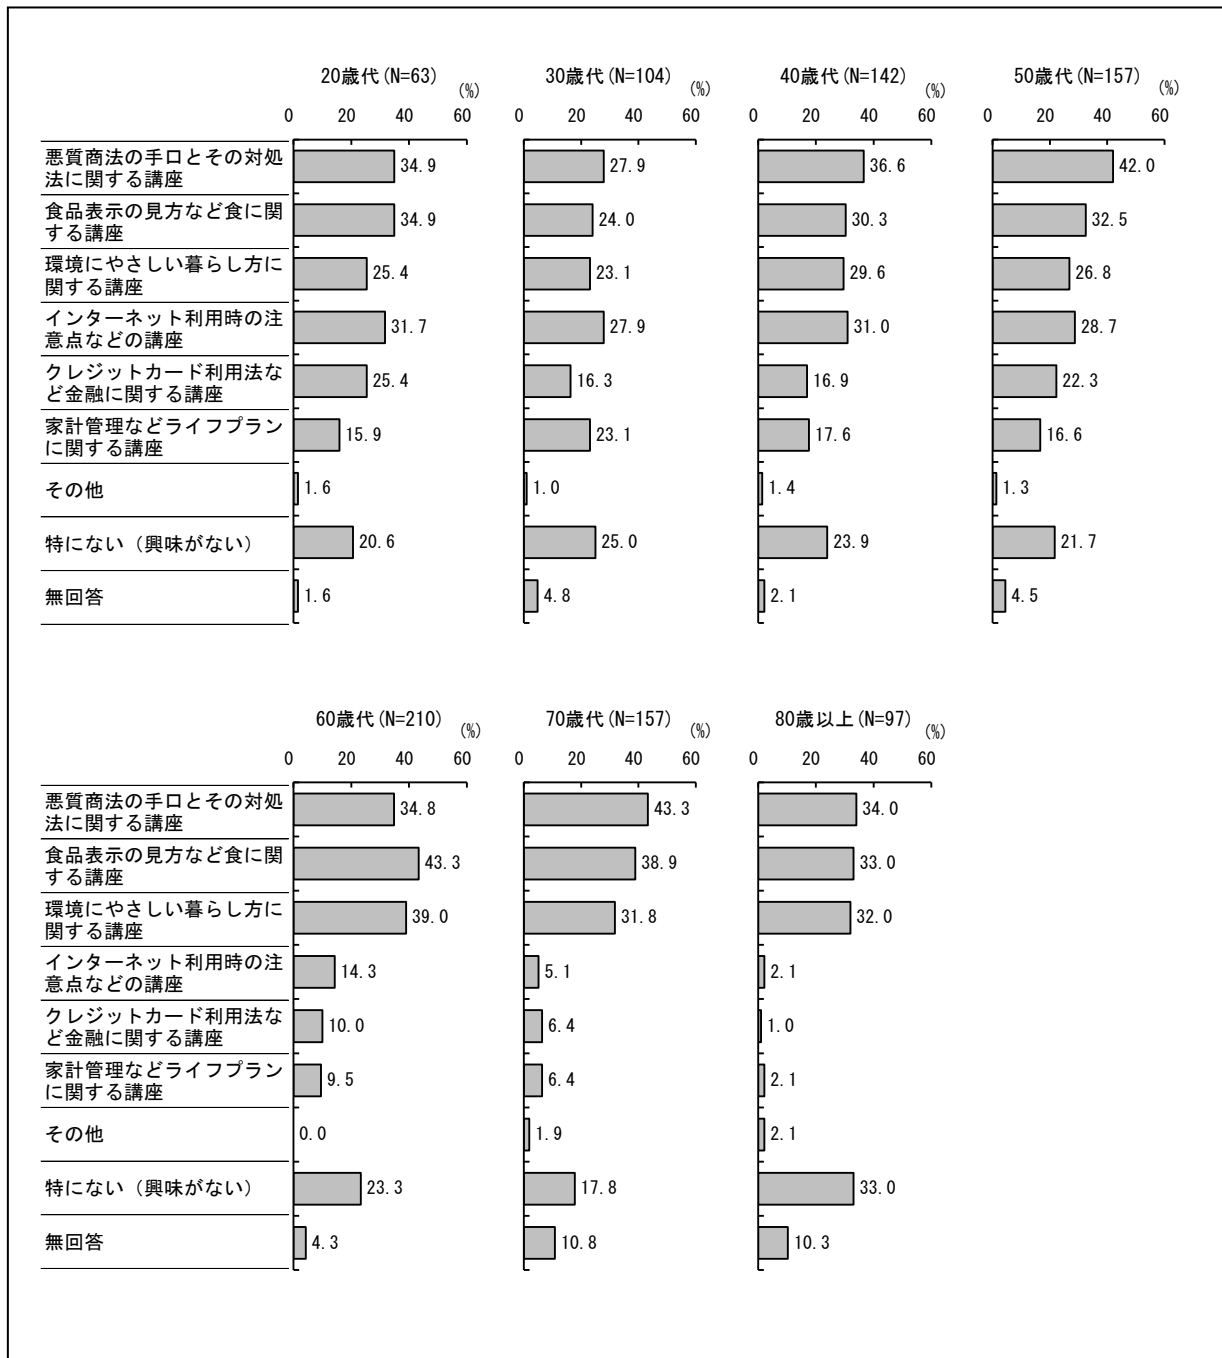 20歳代(N=63)
30歳代(N=104)
40歳代(N=142)
50歳代(N=157)
(%)
(%)
(%)
(%)
0 20 40 60
0 20 40 60
0 20 40 60
0 20 40 60
悪質商法の手口とその対処
法に関する講座
34.9
27.9
36.6
42.0
食品表示の見方など食に関
する講座
34.9
24.0
30.3
32.5
環境にやさしい暮らし方に
関する講座
25.4
23.1
29.6
26.8
インターネット利用時の注
意点などの講座
31.7
27.9
31.0
28.7
クレジットカード利用法な
ど金融に関する講座
25.4
16.3
16.9
22.3
家計管理などライフプラン
に関する講座
15.9
23.1
17.6
16.6
その他
1.6
1.0
1.4
1.3
特にない（興味がない）
20.6
25.0
23.9
21.7
無回答
1.6
4.8
2.1
4.5
60歳代(N=210)
70歳代(N=157)
80歳以上(N=97)
(%)
(%)
(%)
0 20 40 60
0 20 40 60
0 20 40 60
悪質商法の手口とその対処
法に関する講座
34.8
43.3
34.0
食品表示の見方など食に関
する講座
43.3
38.9
33.0
環境にやさしい暮らし方に
関する講座
39.0
31.8
32.0
インターネット利用時の注
意点などの講座
14.3
5.1
2.1
クレジットカード利用法な
ど金融に関する講座
10.0
6.4
1.0
家計管理などライフプラン
に関する講座
9.5
6.4
2.1
その他
0.0
1.9
2.1
特にない（興味がない）
23.3
17.8
33.0
無回答
4.3
10.8
10.3